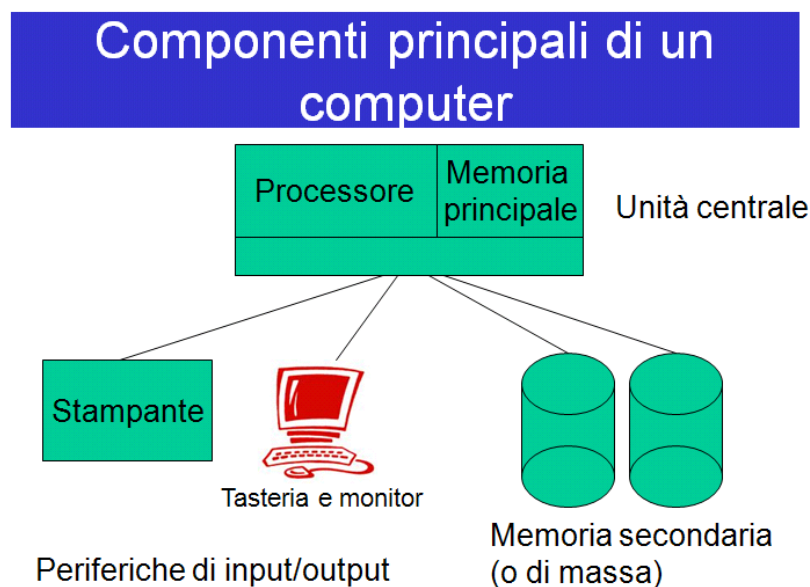 Componenti principali di un
computer
Processore
Memoria
principale
Unità centrale
Stampante
Tasteria e monitor
Memoria secondaria
(o di massa)
Periferiche di input/output